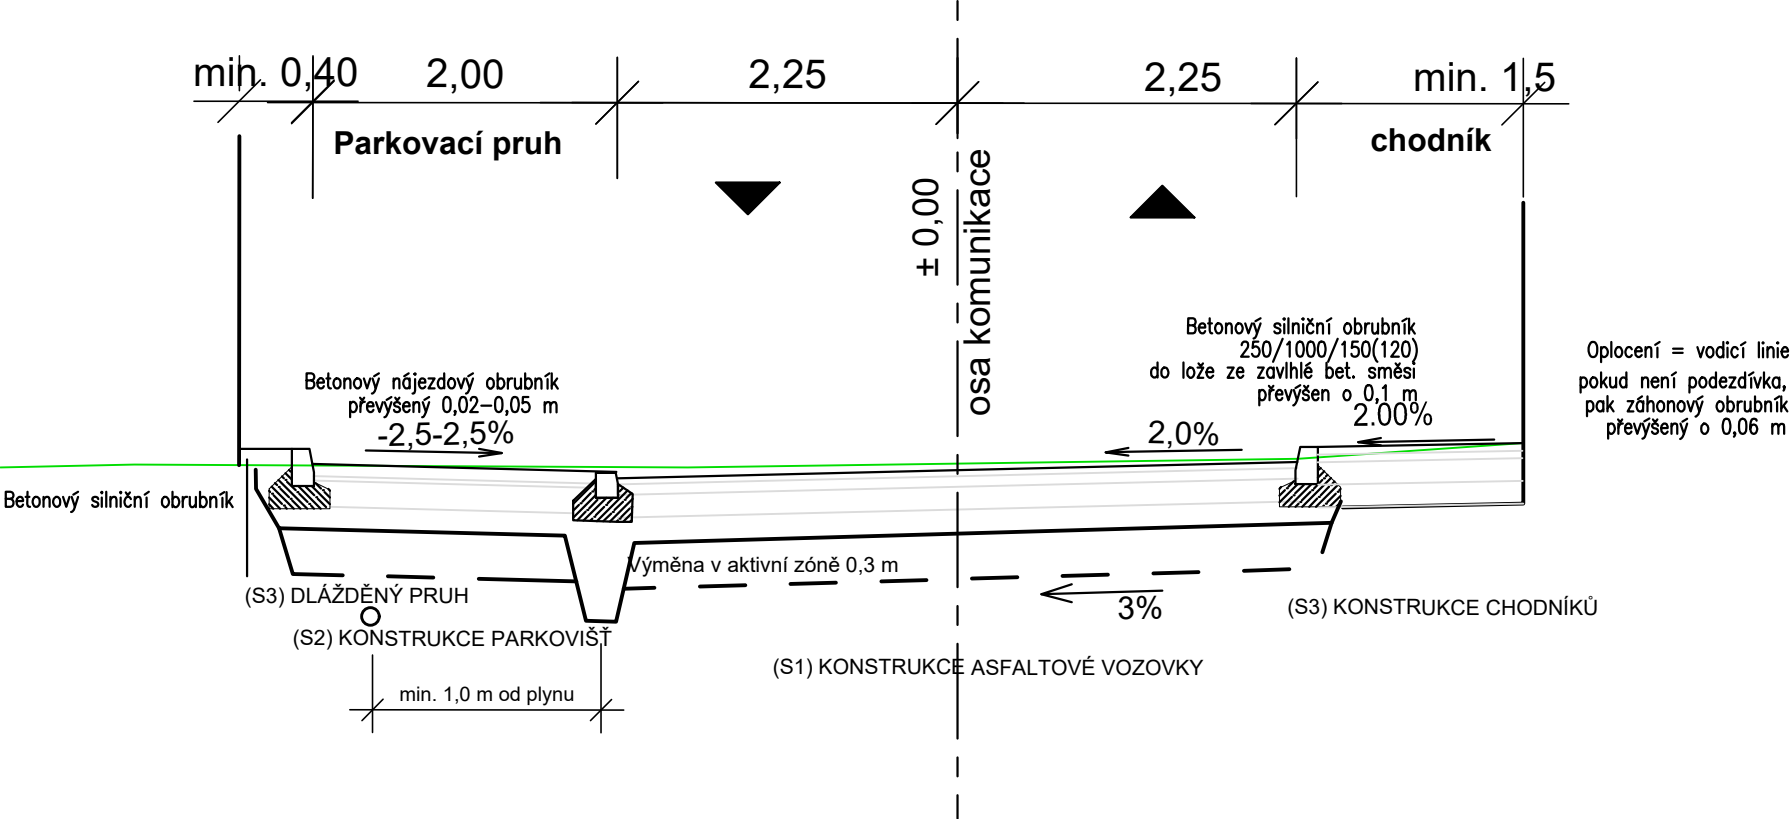 min. 0,40
2,00
2,25
2,25
min. 1,5
Parkovací pruh
chodník
± 0,00
osa komunikace
Betonový silniční obrubník
250/1000/150(120)
do lože ze zavlhlé bet. směsi
převýšen o 0,1 m
2.00%
Oplocení = vodicí linie
pokud není podezdívka,
pak záhonový obrubník
převýšený o 0,06 m
Betonový nájezdový obrubník
převýšený 0,02-0,05 m
-2,5-2,5%
2,0%
Betonový silniční obrubník
Výměna v aktivní zóně 0,3 m
(S3) DLÁŽDĚNÝ PRUH
3%
(S3) KONSTRUKCE CHODNÍKŮ
(S2) KONSTRUKCE PARKOVIŠŤ
(S1) KONSTRUKCE ASFALTOVÉ VOZOVKY
min. 1,0 m od plynu